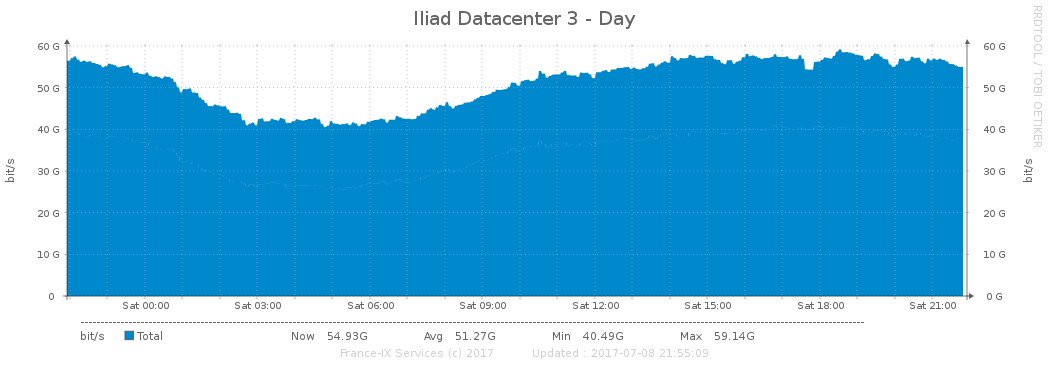 Iliad Datacenter 3 - Day
RRDTOOL / TOBI OETIKER
60 G 60 G
50 G 50 G
40 G 40 G
30 G 30 G
20 G 20 G
10 G 10 G
0 0 G
bit/s bit/s
Sat 00:00 Sat 03:00 Sat 06:00 Sat 09:00 Sat 12:00 Sat 15:00 Sat 18:00 Sat 21:00
bit/s Total Now 54.93G Avg 51.27G Min 40.49G Max 59.14G
France-IX Services (c) 2017 Updated : 2017-07-08 21:55:09